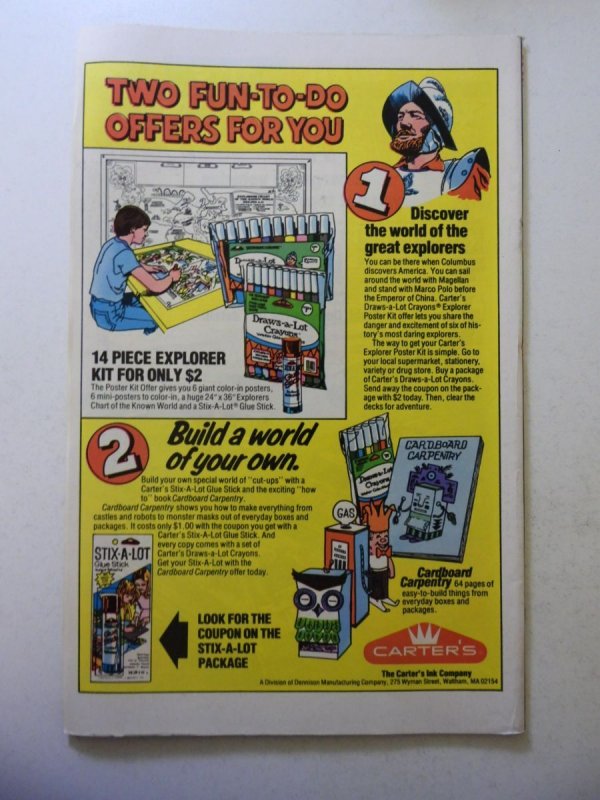 TWO FUN-TO-DO
OFFERS FOR YOU
1
Discover
the world of the
great explorers
You can be there when Columbus
discovers America. You can sail
around the world with Magellan
and stand with Marco Polo before
the Emperor of China. Carter's
Draws-a-Lot Crayons® Explorer
Poster Kit offer lets you share the
danger and excitement of six of his-
tory's most daring explorers.
The way to get your Carter's
Explorer Poster Kit is simple. Go to
your local supermarket, stationery,
variety or drug store. Buy a package
of Carter's Draws-a-Lot Crayons.
Send away the coupon on the pack-
age with $2 today. Then, clear the
decks for adventure.
Draws-a-Lot
Crayons
14 PIECE EXPLORER
KIT FOR ONLY $2
The Poster Kit Offer gives you 6 giant color-in posters,
6 mini-posters to color-in, a huge 24" x 36" Explorers
Chart of the Known World and a Stix-A-Lot® Glue Stick.
2
Build a world
of your own.
Build your own special world of "cut-ups" with a
Carter's Stix-A-Lot Glue Stick and the exciting "how
to" book Cardboard Carpentry.
Cardboard Carpentry shows you how to make everything from
castles and robots to monster masks out of everyday boxes and
packages. It costs only $1.00 with the coupon you get with a
Carter's Stix-A-Lot Glue Stick. And
every copy comes with a set of
Carter's Draws-a-Lot Crayons.
Get your Stix-A-Lot with the
Cardboard Carpentry offer today.
STIX-A-LOT
Glue Stick
LOOK FOR THE
COUPON ON THE
STIX-A-LOT
PACKAGE
GAS
CARDBOARD
CARPENTRY
Cardboard
Carpentry 64 pages of
easy-to-build things from
everyday boxes and
packages.
CARTER'S
The Carter's Ink Company
A Division of Dennison Manufacturing Company, 275 Wyman Street, Waltham, MA 02154